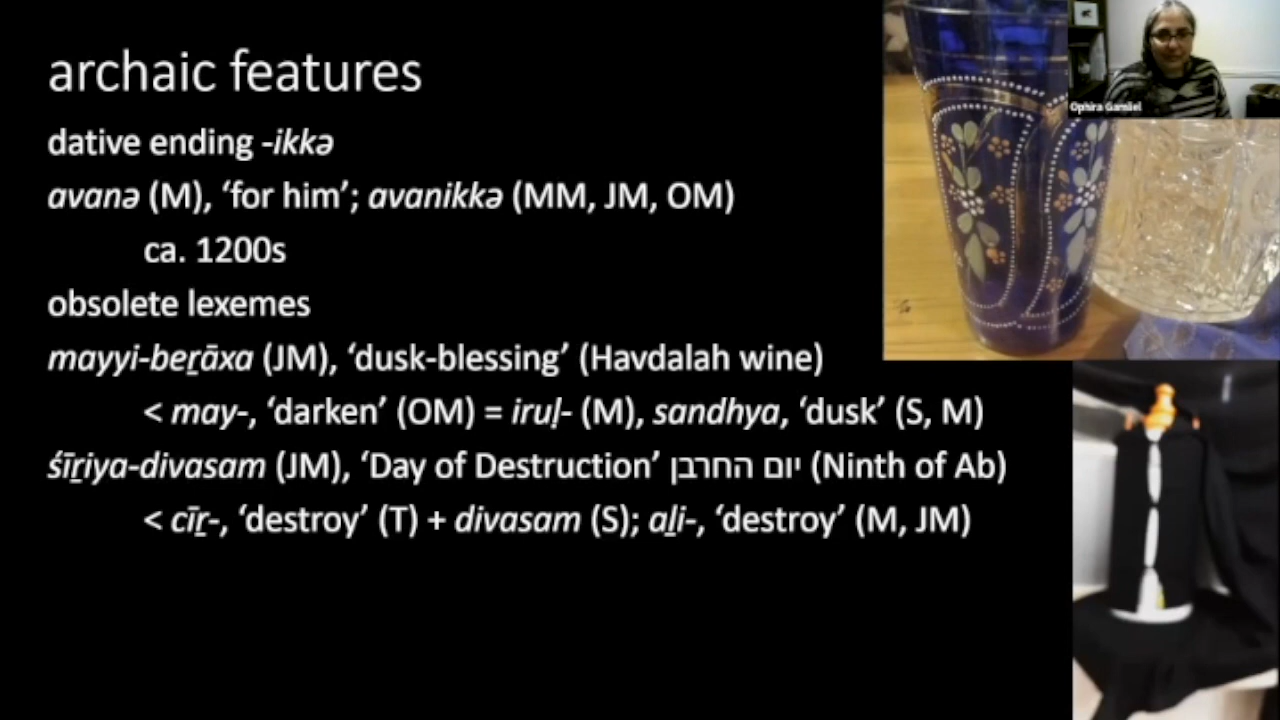 archaic features
dative ending -ikkə
avanə (M), ‘for him’; avanikkə (MM, JM, OM)
ca. 1200s
obsolete lexemes
mayyi-beṟāxa (JM), ‘dusk-blessing’ (Havdalah wine)
< may-, ‘darken’ (OM) = iruḷ- (M), sandhya, ‘dusk’ (S, M)
śīṟiya-divasam (JM), ‘Day of Destruction’ יום החרבן (Ninth of Ab)
< cīṟ-, ‘destroy’ (T) + divasam (S); aḻi-, ‘destroy’ (M, JM)
Ophira Gamliel